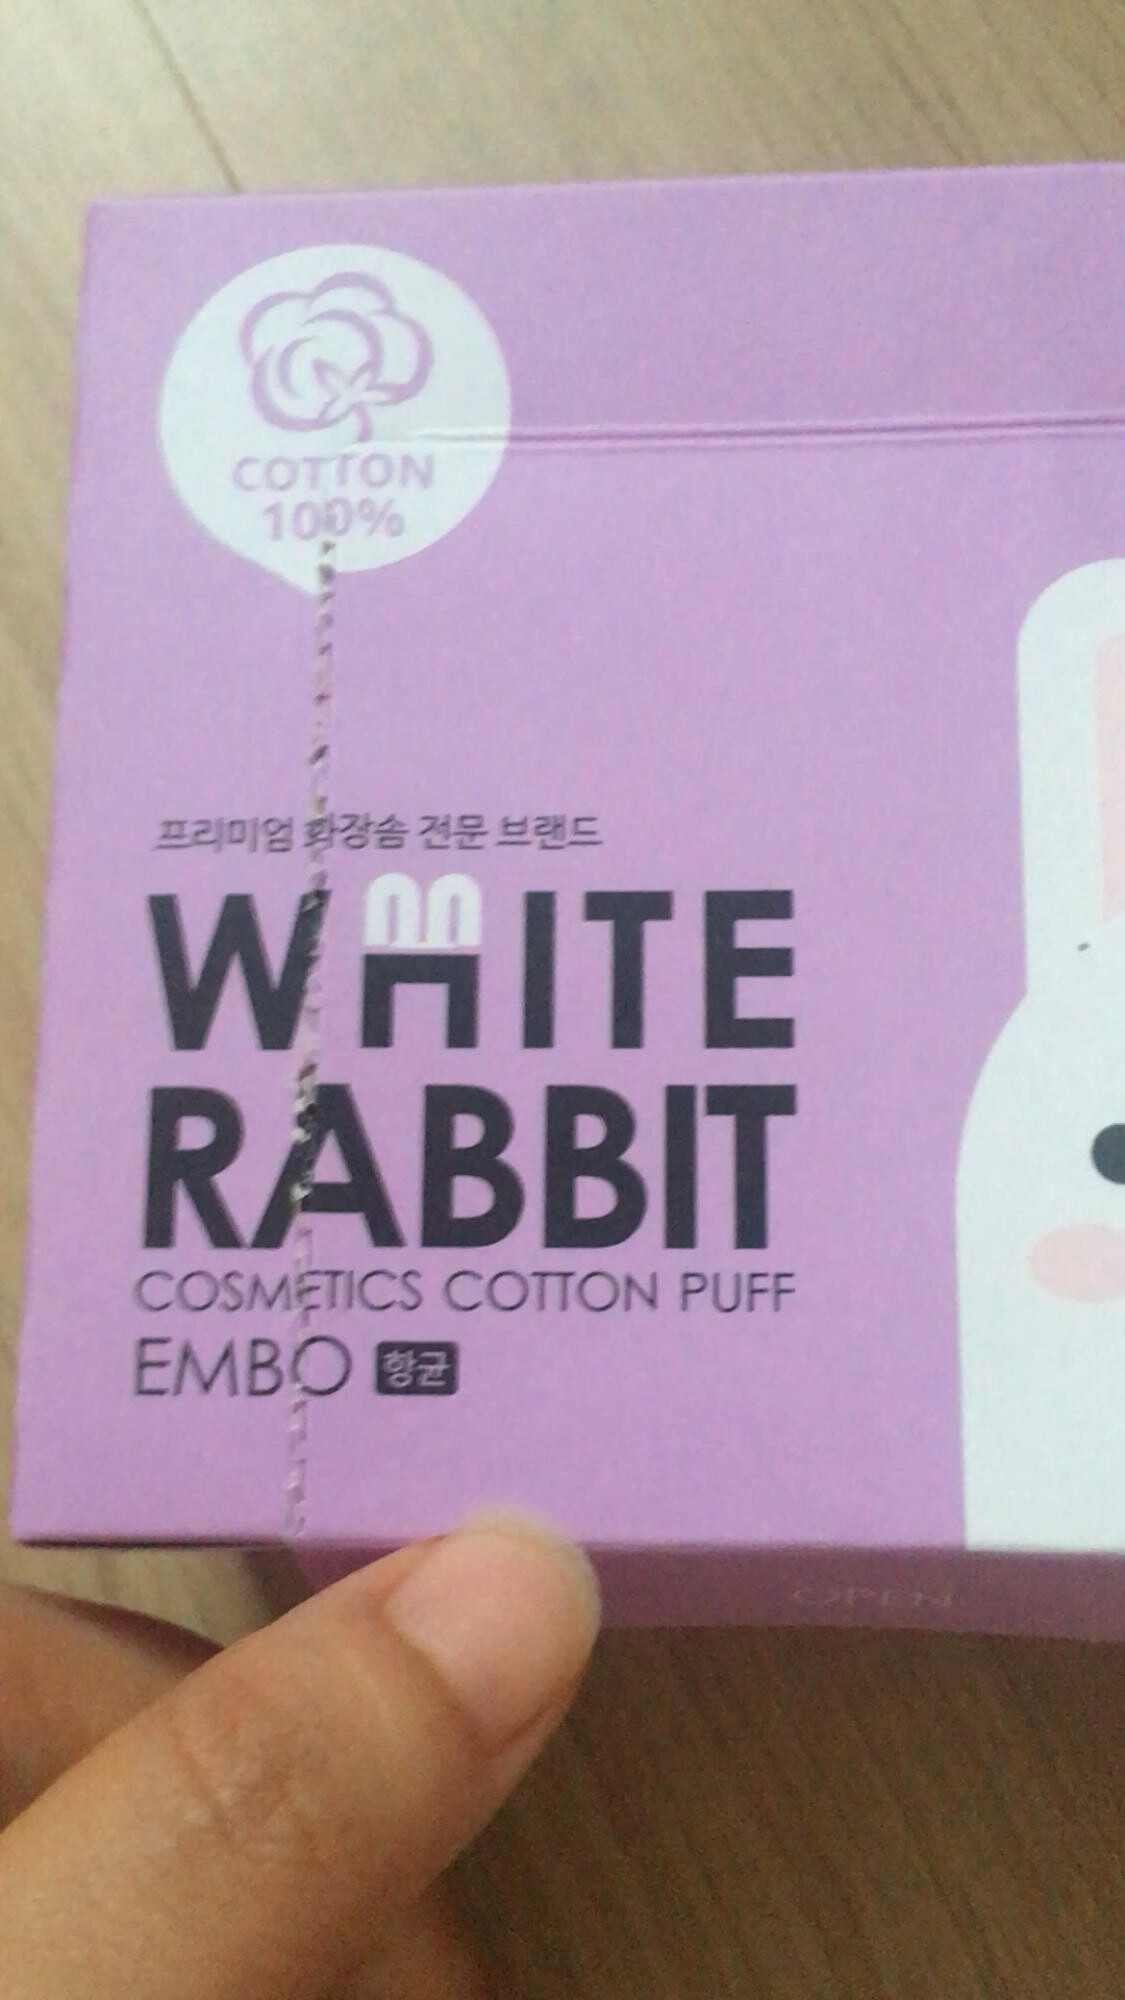 COTTON
100%
프리미엄 화장솜 전문 브랜드
WHITE
RABBIT
COSMETICS COTTON PUFF
EMBO 항균
OPEN